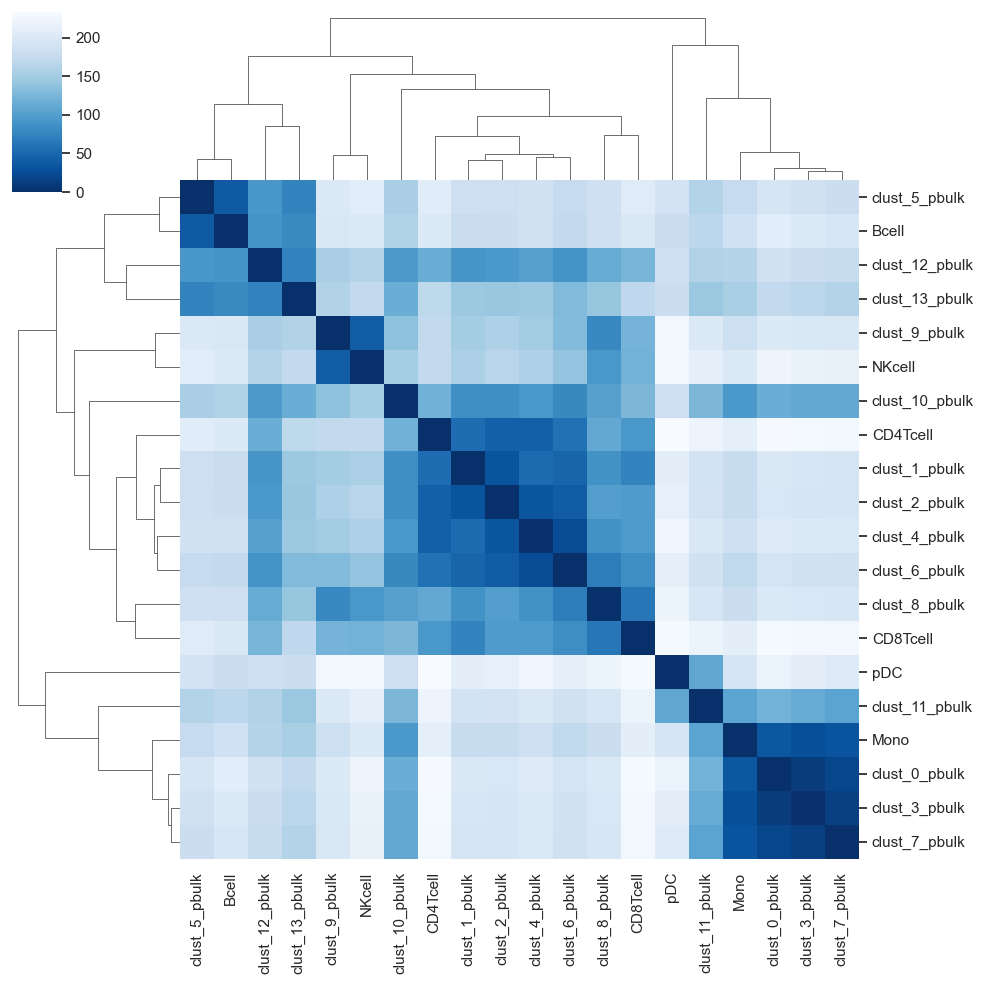 200
150
100
50
0
clust_5_pbulk
Bcell
clust_12_pbulk
clust_13_pbulk
clust_9_pbulk
NKcell
clust_10_pbulk
CD4Tcell
clust_1_pbulk
clust_2_pbulk
clust_4_pbulk
clust_6_pbulk
clust_8_pbulk
CD8Tcell
pDC
clust_11_pbulk
Mono
clust_0_pbulk
clust_3_pbulk
clust_7_pbulk
clust_5_pbulk
Bcell
clust_12_pbulk
clust_13_pbulk
clust_9_pbulk
NKcell
clust_10_pbulk
CD4Tcell
clust_1_pbulk
clust_2_pbulk
clust_4_pbulk
clust_6_pbulk
clust_8_pbulk
CD8Tcell
pDC
clust_11_pbulk
Mono
clust_0_pbulk
clust_3_pbulk
clust_7_pbulk